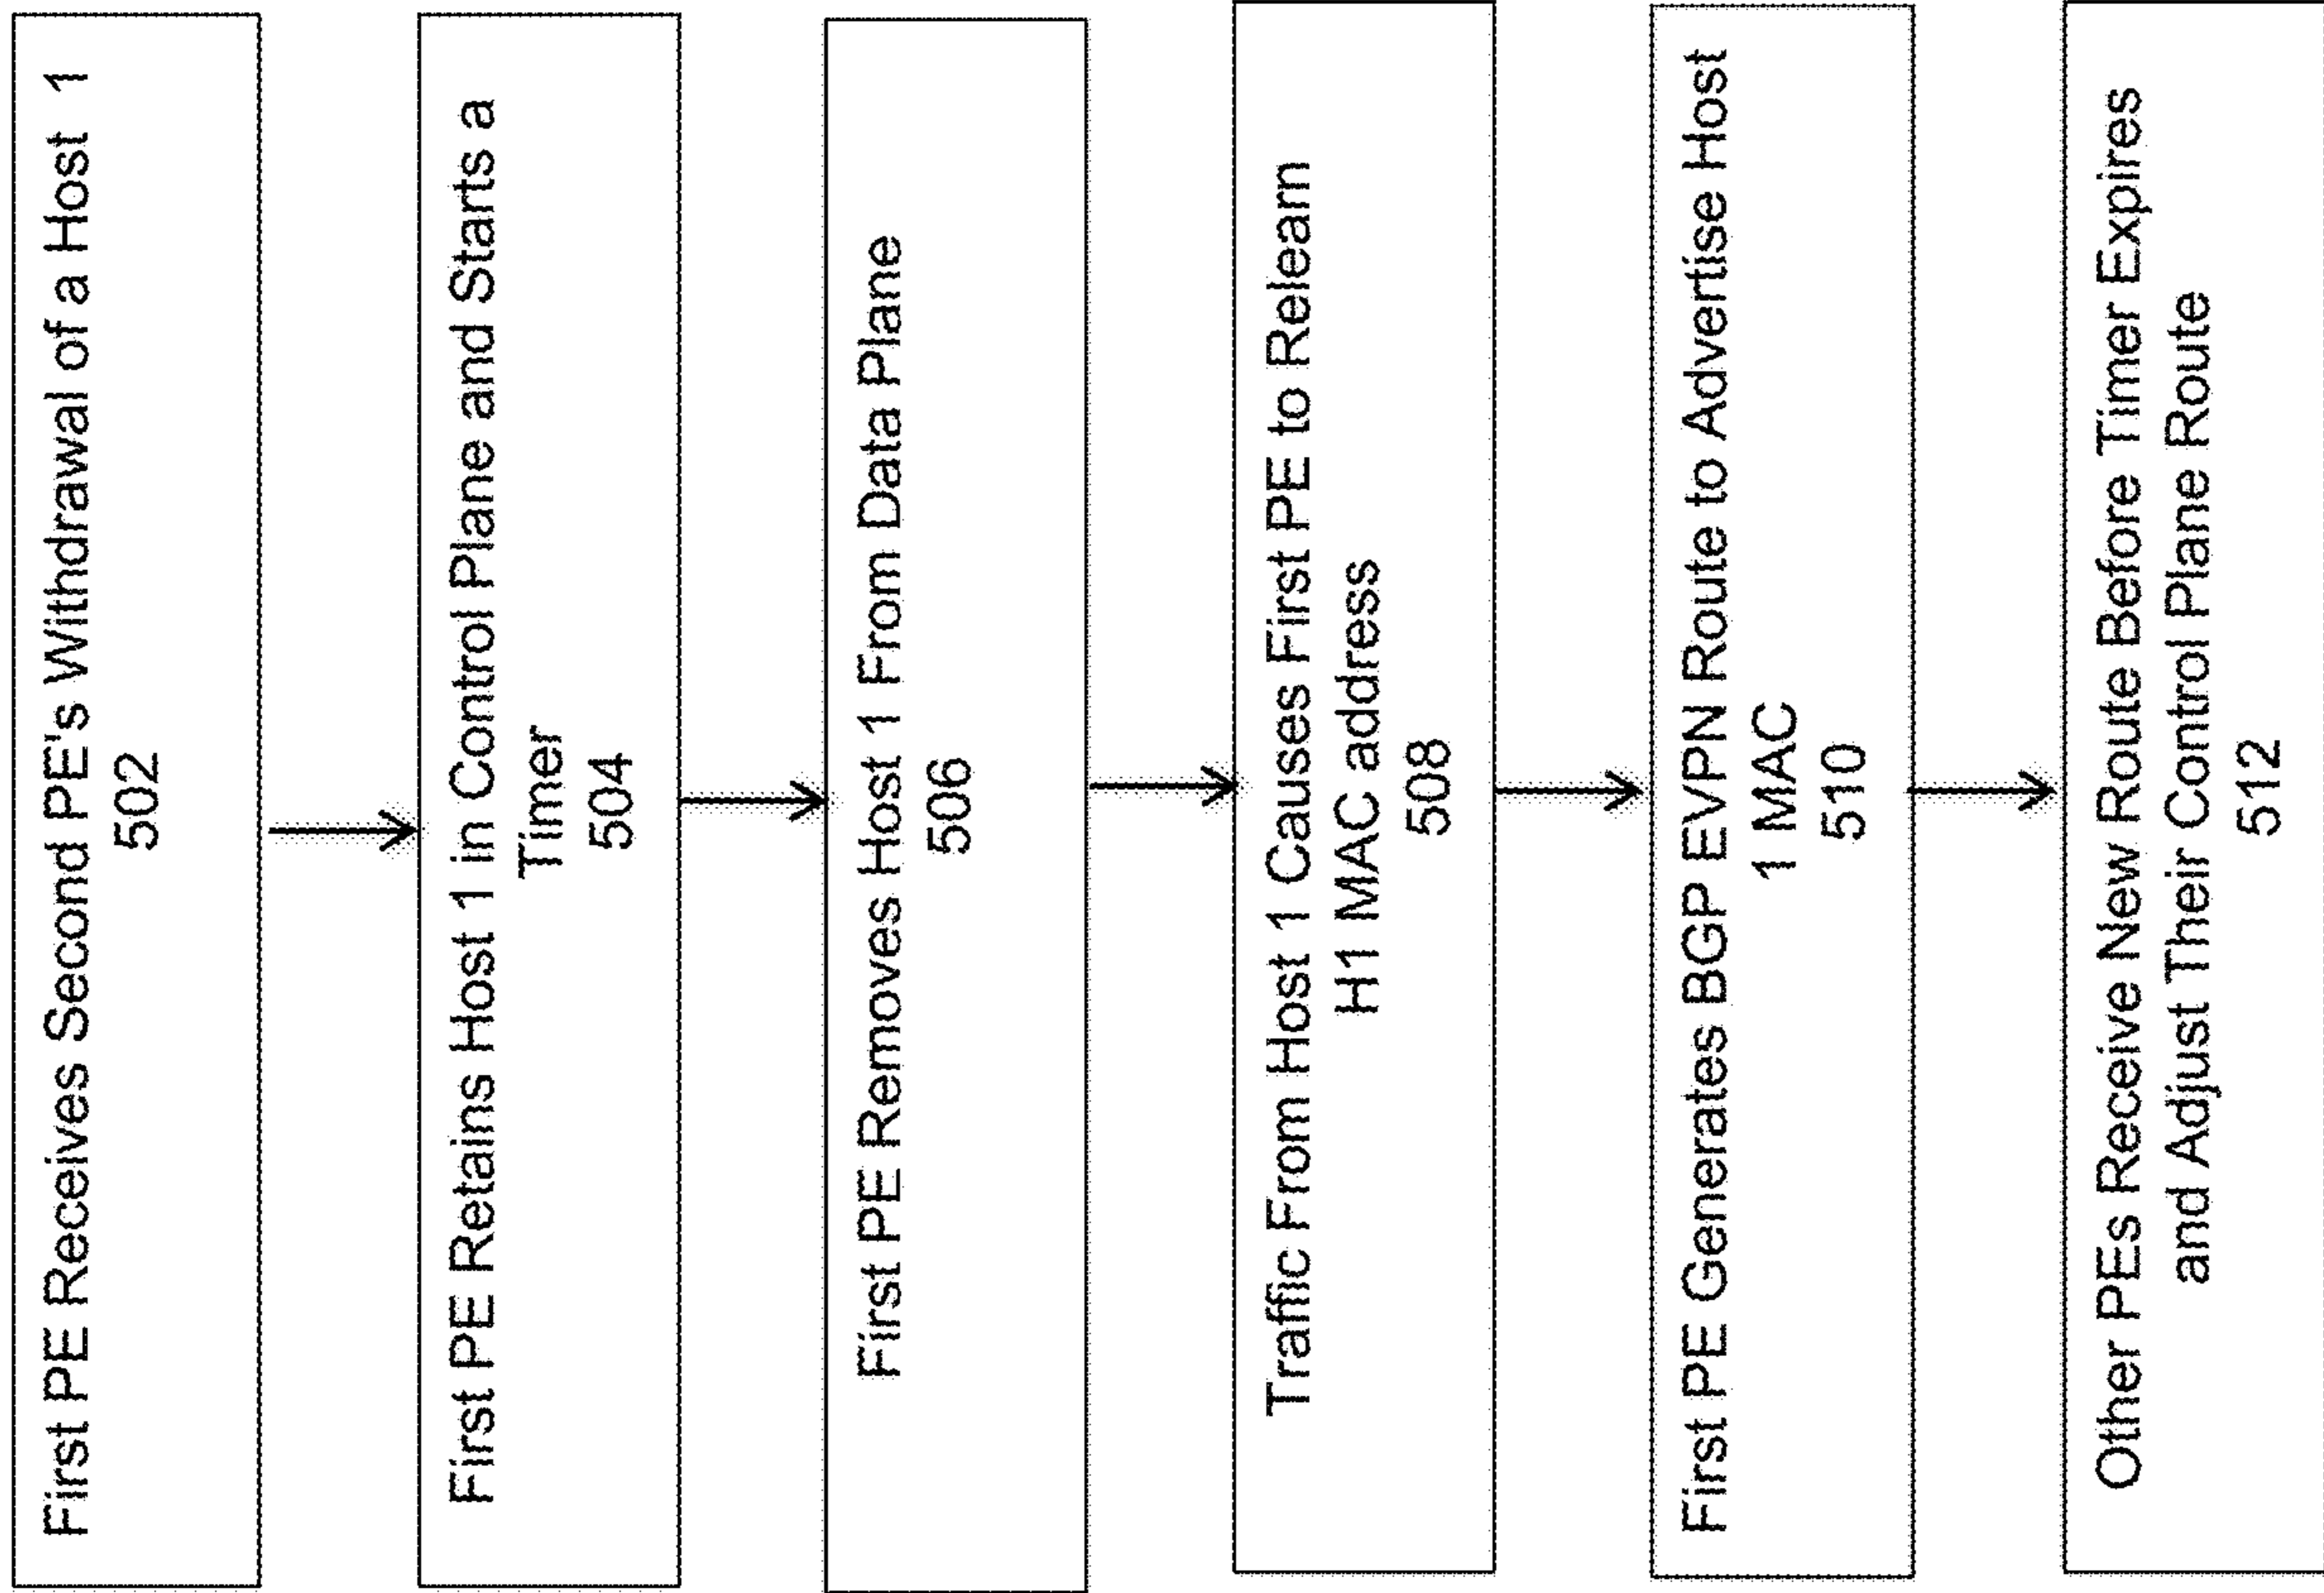 First PE Receives Second PE's Withdrawal of a Host 1
502
First PE Retains Host 1 in Control Plane and Starts a
Timer
504
First PE Removes Host 1 From Data Plane
506
Traffic From Host 1 Causes First PE to Relearn
H1 MAC address
508
First PE Generates BGP EVPN Route to Advertise Host
1 MAC
510
Other PEs Receive New Route Before Timer Expires
and Adjust Their Control Plane Route
512